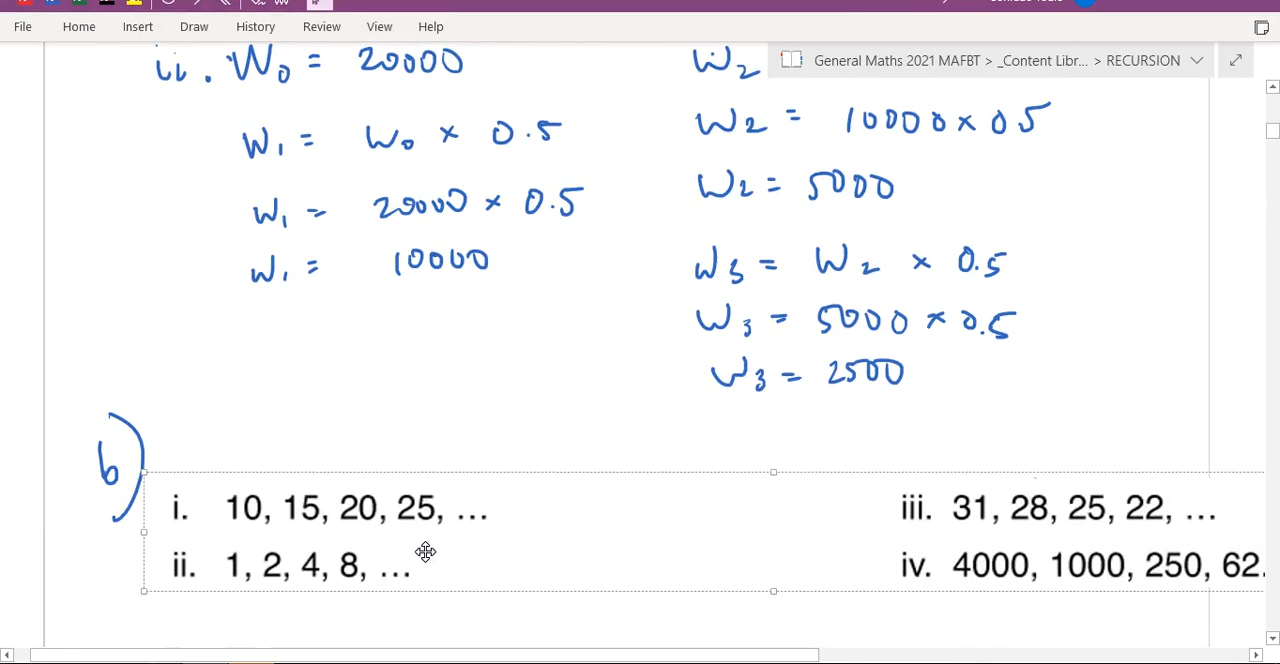 File Home Insert Draw History Review View Help
General Maths 2021 MAFBT > _Content Libr... > RECURSION
ii. W₀ = 20000
W₁ = W₀ × 0.5
W₁ = 20000 × 0.5
W₁ = 10000
W₂
W₂ = 10000 × 0.5
W₂ = 5000
W₃ = W₂ × 0.5
W₃ = 5000 × 0.5
W₃ = 2500
b)
i. 10, 15, 20, 25, ...
ii. 1, 2, 4, 8, ...
iii. 31, 28, 25, 22, ...
iv. 4000, 1000, 250, 62.